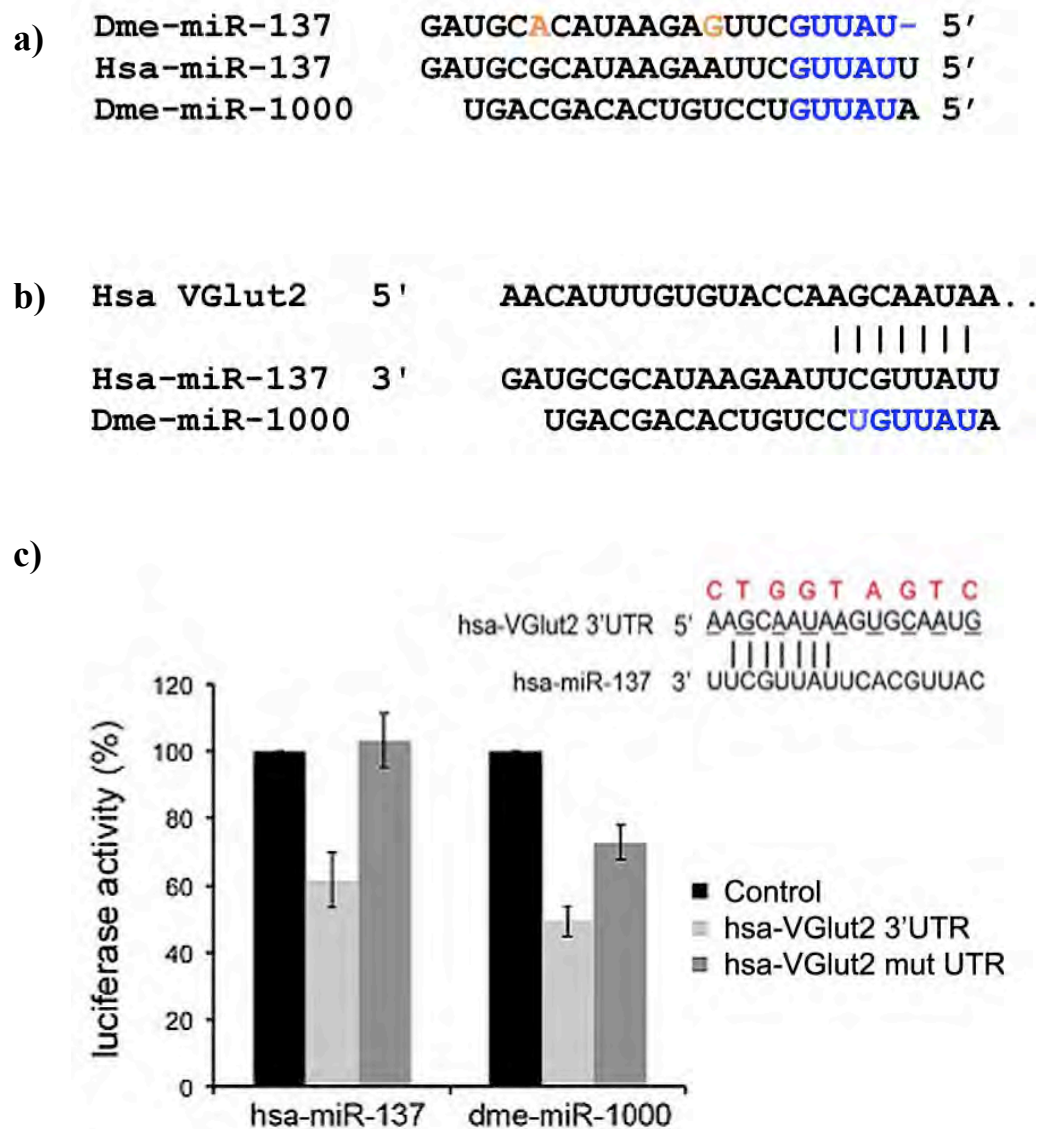 a)
Dme-miR-137 GAUGCACAUAAGAGUUCGUUAU- 5′
Hsa-miR-137 GAUGCGCAUAAGAAUUCGUUAUU 5′
Dme-miR-1000 UGACGACACUGUCCUGUUAUA 5′
b)
Hsa VGlut2 5' AACAUUUGUGUACCAAGCAAUAA..
Hsa-miR-137 3' GAUGCGCAUAAGAAUUCGUUAUU
Dme-miR-1000 UGACGACACUGUCCUGUUAUA
c)
C T G G T A G T C
hsa-VGlut2 3'UTR 5' AAGCAAUAAGUGCAAUG
hsa-miR-137 3' UUCGUUAUUCACGUUAC
luciferase activity (%)
120
100
80
60
40
20
0
hsa-miR-137 dme-miR-1000
Control
hsa-VGlut2 3'UTR
hsa-VGlut2 mut UTR